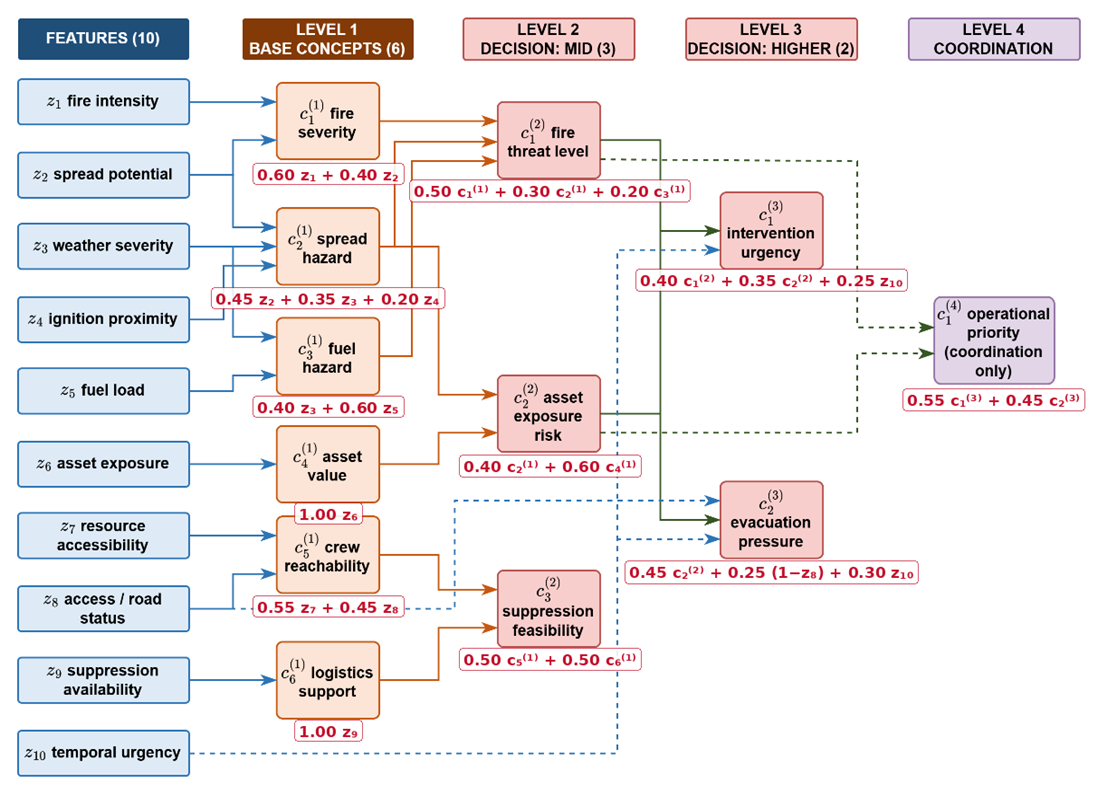 FEATURES (10)
LEVEL 1
BASE CONCEPTS (6)
LEVEL 2
DECISION: MID (3)
LEVEL 3
DECISION: HIGHER (2)
LEVEL 4
COORDINATION
z₁ fire intensity
z₂ spread potential
z₃ weather severity
z₄ ignition proximity
z₅ fuel load
z₆ asset exposure
z₇ resource
accessibility
z₈ access / road
status
z₉ suppression
availability
z₁₀ temporal urgency
c₁⁽¹⁾ fire
severity
0.60 z₁ + 0.40 z₂
c₂⁽¹⁾ spread
hazard
0.45 z₂ + 0.35 z₃ + 0.20 z₄
c₃⁽¹⁾ fuel
hazard
0.40 z₃ + 0.60 z₅
c₄⁽¹⁾ asset
value
1.00 z₆
c₅⁽¹⁾ crew
reachability
0.55 z₇ + 0.45 z₈
c₆⁽¹⁾ logistics
support
1.00 z₉
c₁⁽²⁾ fire
threat level
0.50 c₁⁽¹⁾ + 0.30 c₂⁽¹⁾ + 0.20 c₃⁽¹⁾
c₂⁽²⁾ asset
exposure
risk
0.40 c₂⁽¹⁾ + 0.60 c₄⁽¹⁾
c₃⁽²⁾
suppression
feasibility
0.50 c₅⁽¹⁾ + 0.50 c₆⁽¹⁾
c₁⁽³⁾
intervention
urgency
0.40 c₁⁽²⁾ + 0.35 c₂⁽²⁾ + 0.25 z₁₀
c₂⁽³⁾
evacuation
pressure
0.45 c₂⁽²⁾ + 0.25 (1−z₈) + 0.30 z₁₀
c₁⁽⁴⁾ operational
priority
(coordination
only)
0.55 c₁⁽³⁾ + 0.45 c₂⁽³⁾